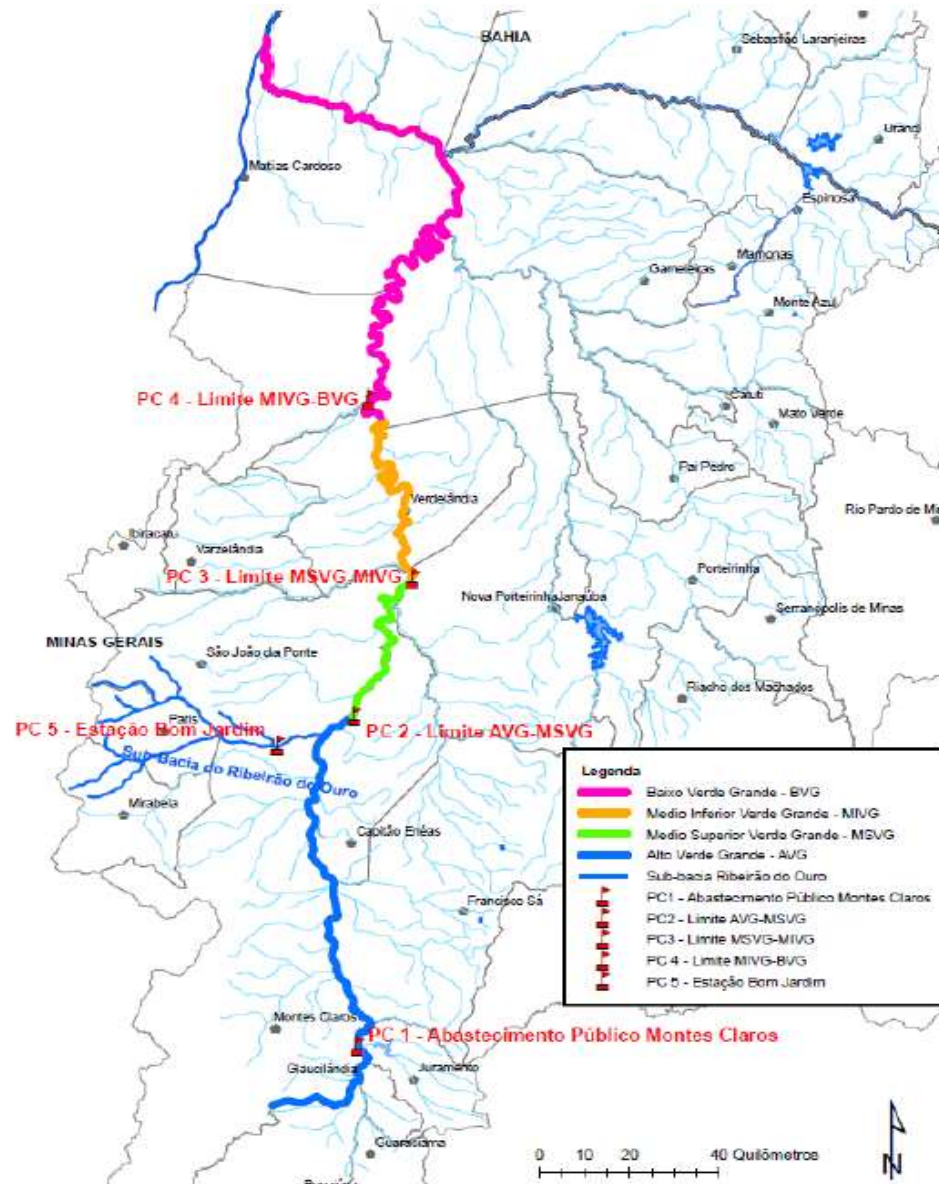 BAHIA
Sebastião Laranjeiras
Urandi
Matias Cardoso
Espinosa
Mamonas
Gameleiras
Monte Azul
PC 4 - Limite MIVG-BVG
Catuti
Mato Verde
Pai Pedro
Verdelândia
Rio Pardo de Mi
Ibiracatu
Varzelândia
PC 3 - Limite MSVG-MIVG
Porteirinha
Nova Porteirinha
Janaúba
Serranópolis de Minas
MINAS GERAIS
São João da Ponte
Riacho dos Machados
Patis
PC 5 - Estação Bom Jardim
PC 2 - Limite AVG-MSVG
Sub-Bacia do Ribeirão do Ouro
Mirabela
Capitão Enéas
Francisco Sá
Legenda
Baixo Verde Grande - BVG
Medio Inferior Verde Grande - MIVG
Medio Superior Verde Grande - MSVG
Alto Verde Grande - AVG
Sub-bacia Ribeirão do Ouro
PC1 - Abastecimento Público Montes Claros
PC2 - Limite AVG-MSVG
PC3 - Limite MSVG-MIVG
PC 4 - Limite MIVG-BVG
PC 5 - Estação Bom Jardim
Montes Claros
PC 1 - Abastecimento Público Montes Claros
Glaucilândia
Juramento
Guaraciama
0 10 20 40 Quilômetros
N